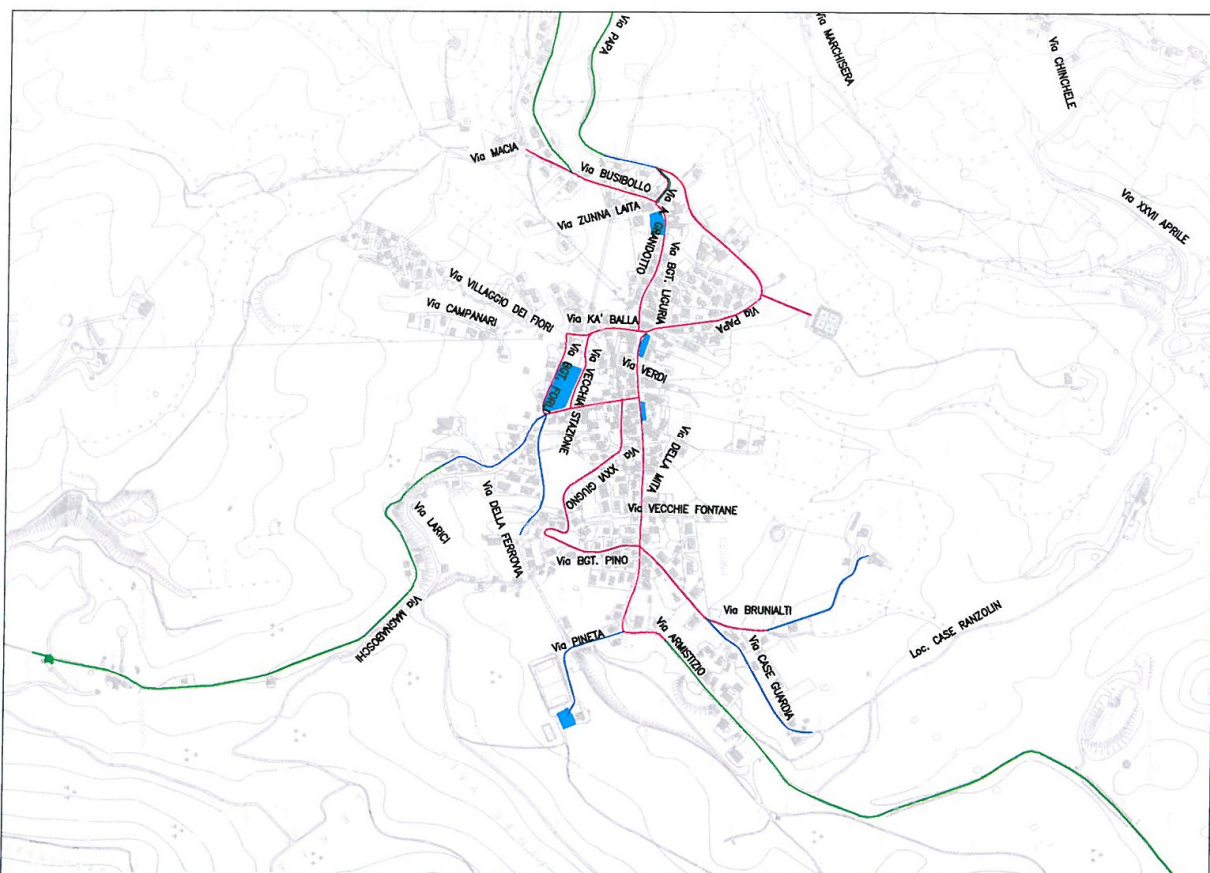 Via PAPA
Via MARCHISERA
Via CHINCHELE
Via MACIA
Via BUSIBOLLO
Via XXVII APRILE
Via ZUNNA LAITA
Via N. GRANDOTTO
Via BGT. LIGURIA
Via VILLAGGIO DEI FIORI
Via CAMPANARI
Via KA' BALLA
Via PAPA
Via VERDI
Via BGT. FORLI'
Via VECCHIA STAZIONE
Via DELLA MITA
Via XXVI GIUGNO
Via VECCHIE FONTANE
Via LARICI
Via DELLA FERROVIA
Via BGT. PINO
Via MAGNABOSCHI
Via BRUNIALTI
Loc. CASE RANZOLIN
Via PINETA
Via ARMISTIZIO
Via CASE GUARDIA